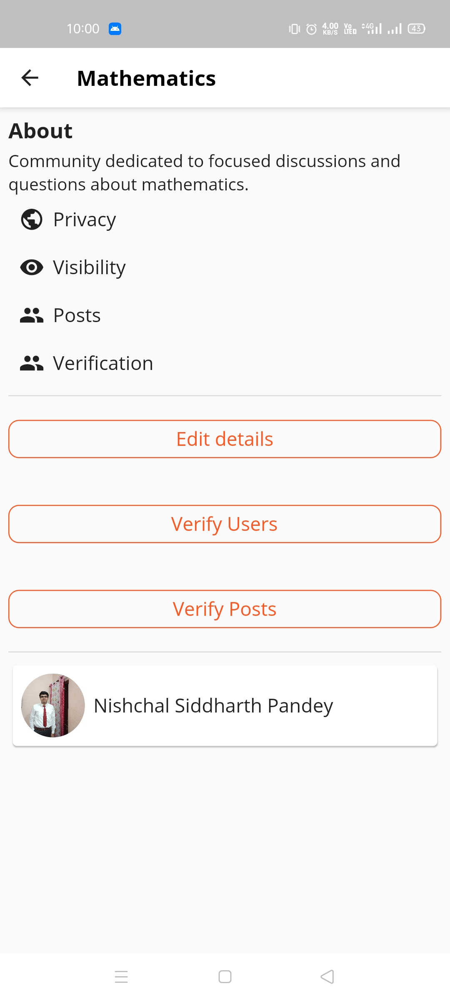 10:00 4.00 KB/S Vo LTED 4G 43
Mathematics
About
Community dedicated to focused discussions and
questions about mathematics.
Privacy
Visibility
Posts
Verification
Edit details
Verify Users
Verify Posts
Nishchal Siddharth Pandey